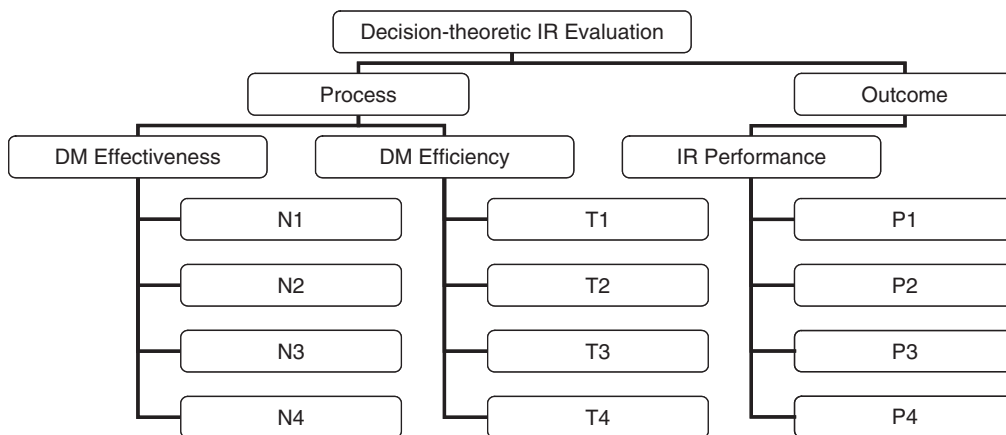 Decision-theoretic IR Evaluation
Process
Outcome
DM Effectiveness
DM Efficiency
IR Performance
N1
T1
P1
N2
T2
P2
N3
T3
P3
N4
T4
P4